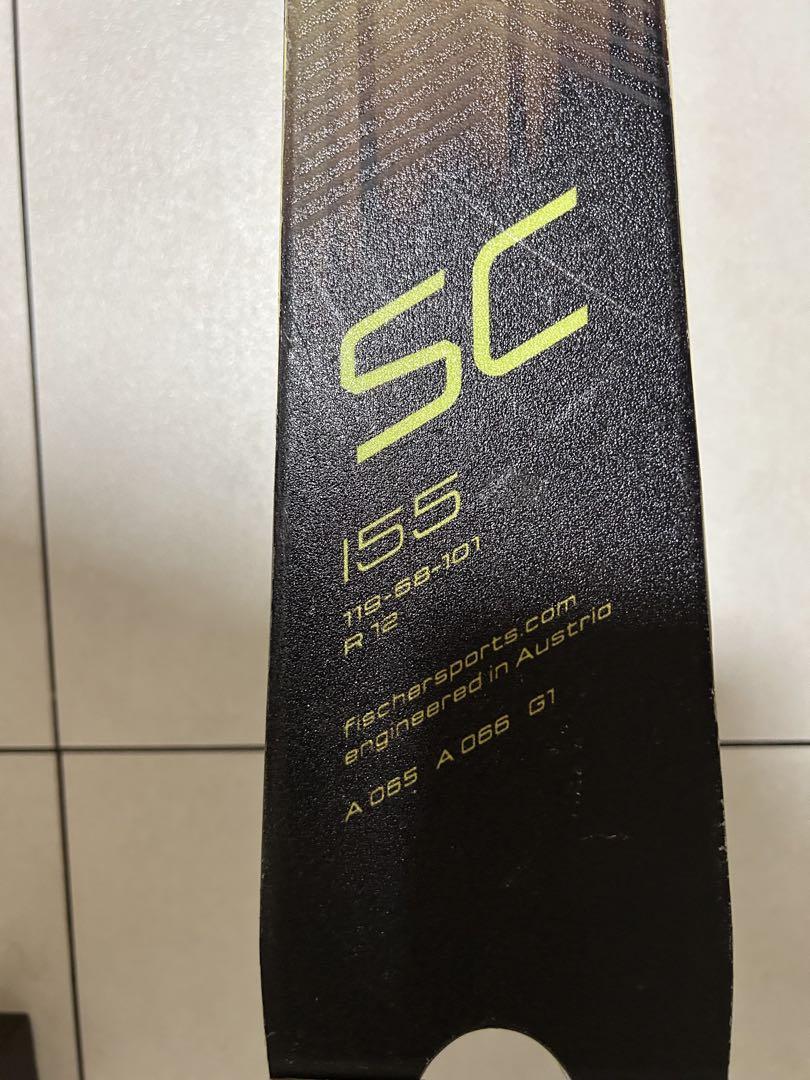 SC
155
119-68-101
R 12
fischersports.com
engineered in Austria
A 065 A 066 G1